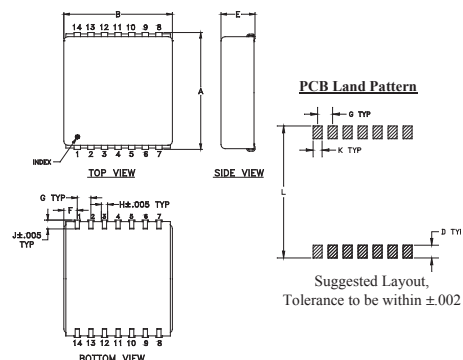 B
E
14 13 12 11 10 9 8
A
INDEX
1 2 3 4 5 6 7
TOP VIEW
SIDE VIEW
G TYP
H±.005
TYP
F
1 2 3 4 5 6 7
J±.005
TYP
14 13 12 11 10 9 8
BOTTOM VIEW
PCB Land Pattern
G TYP
K TYP
L
D TYP
Suggested Layout,
Tolerance to be within ±.002